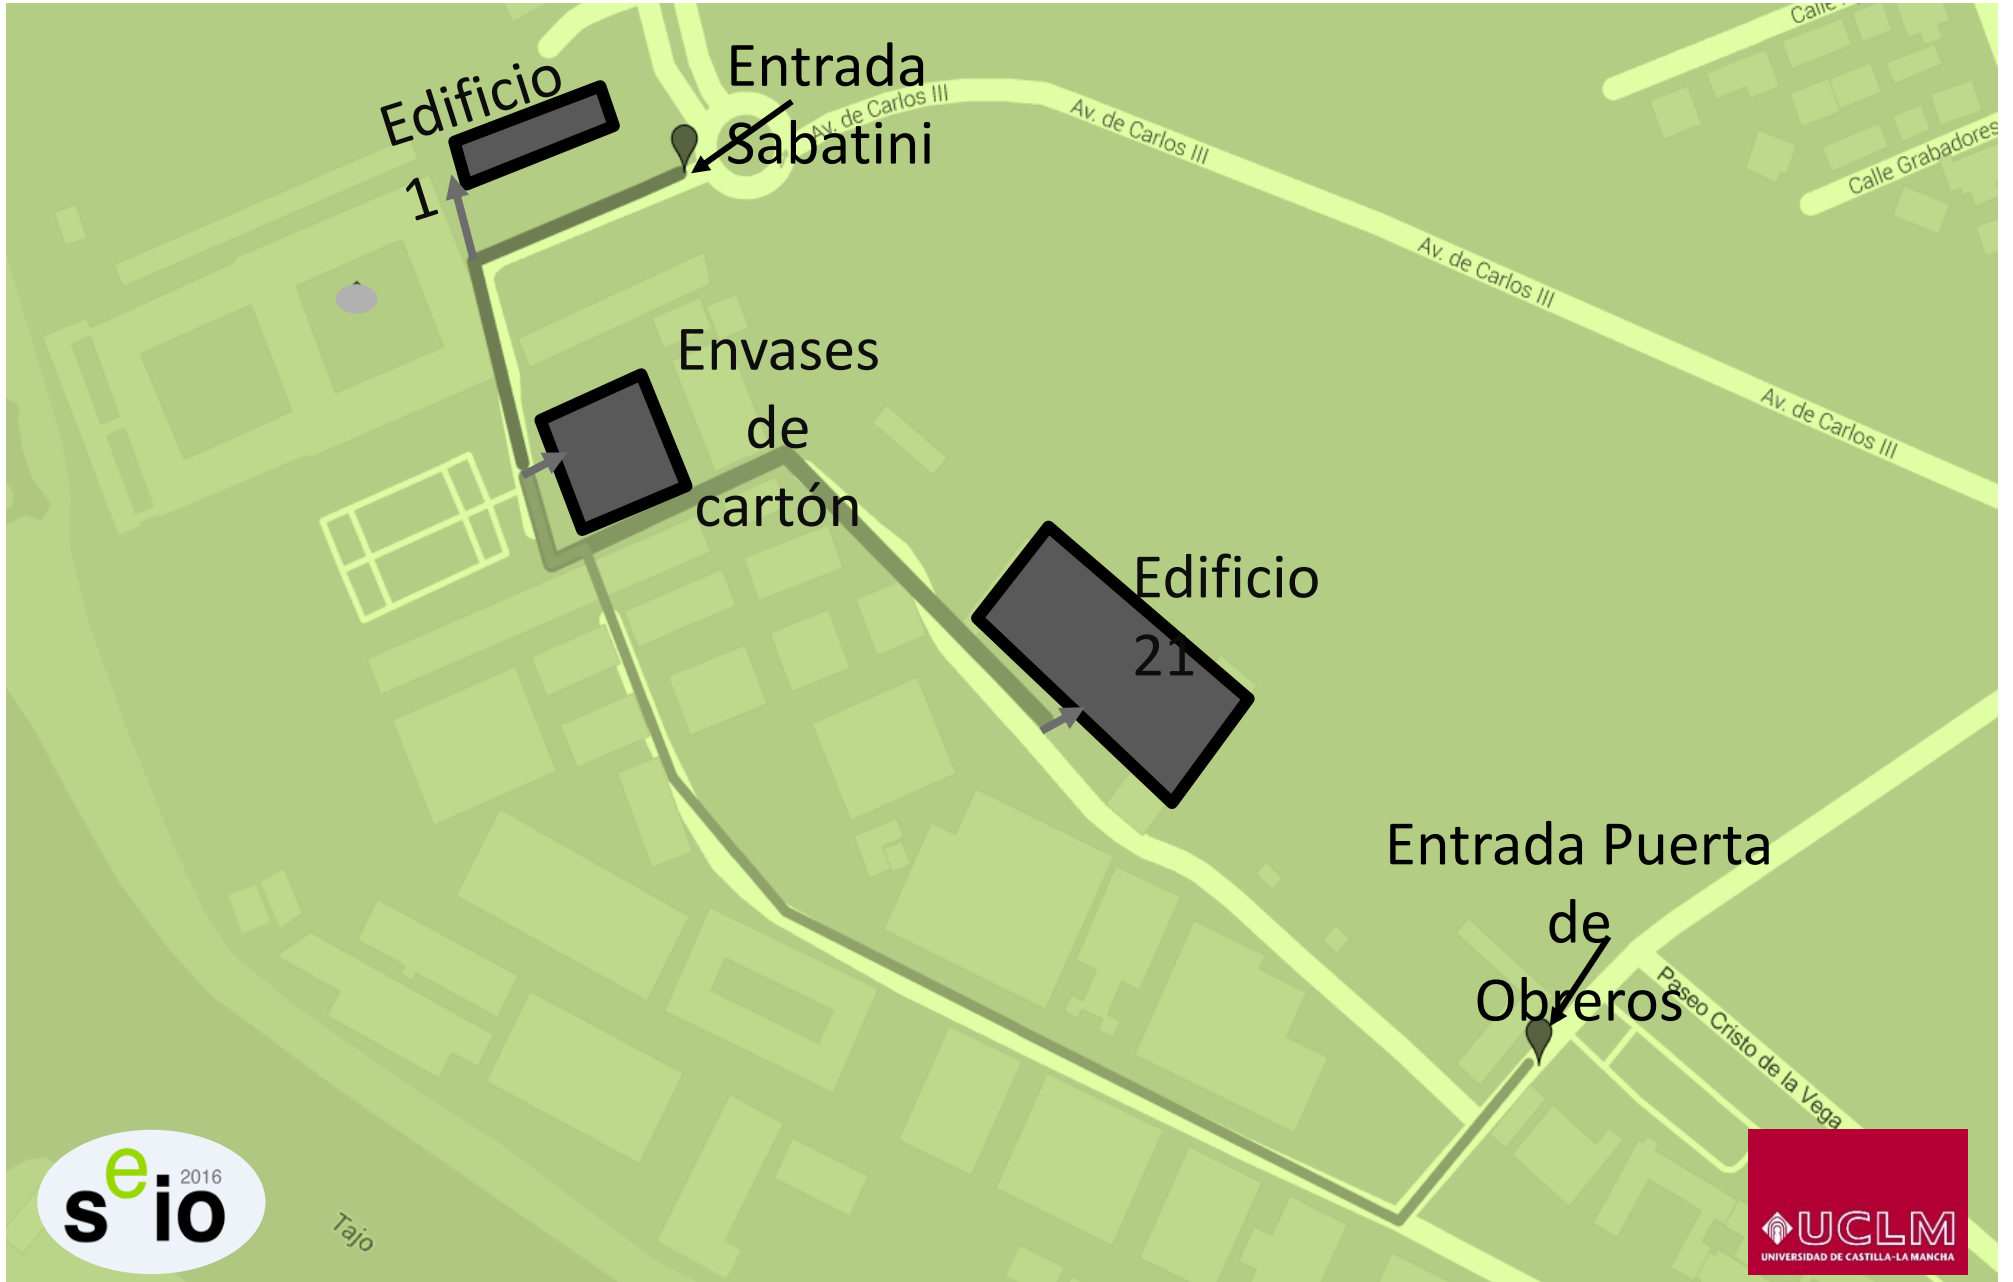 Calle
Entrada
Sabatini
Edificio
1
Av. de Carlos III
Av. de Carlos III
Calle Grabadores
Av. de Carlos III
Envases
de
cartón
Av. de Carlos III
Edificio
21
Entrada Puerta
de
Obreros
Paseo Cristo de la Vega
seio 2016
Tajo
UCLM
UNIVERSIDAD DE CASTILLA-LA MANCHA